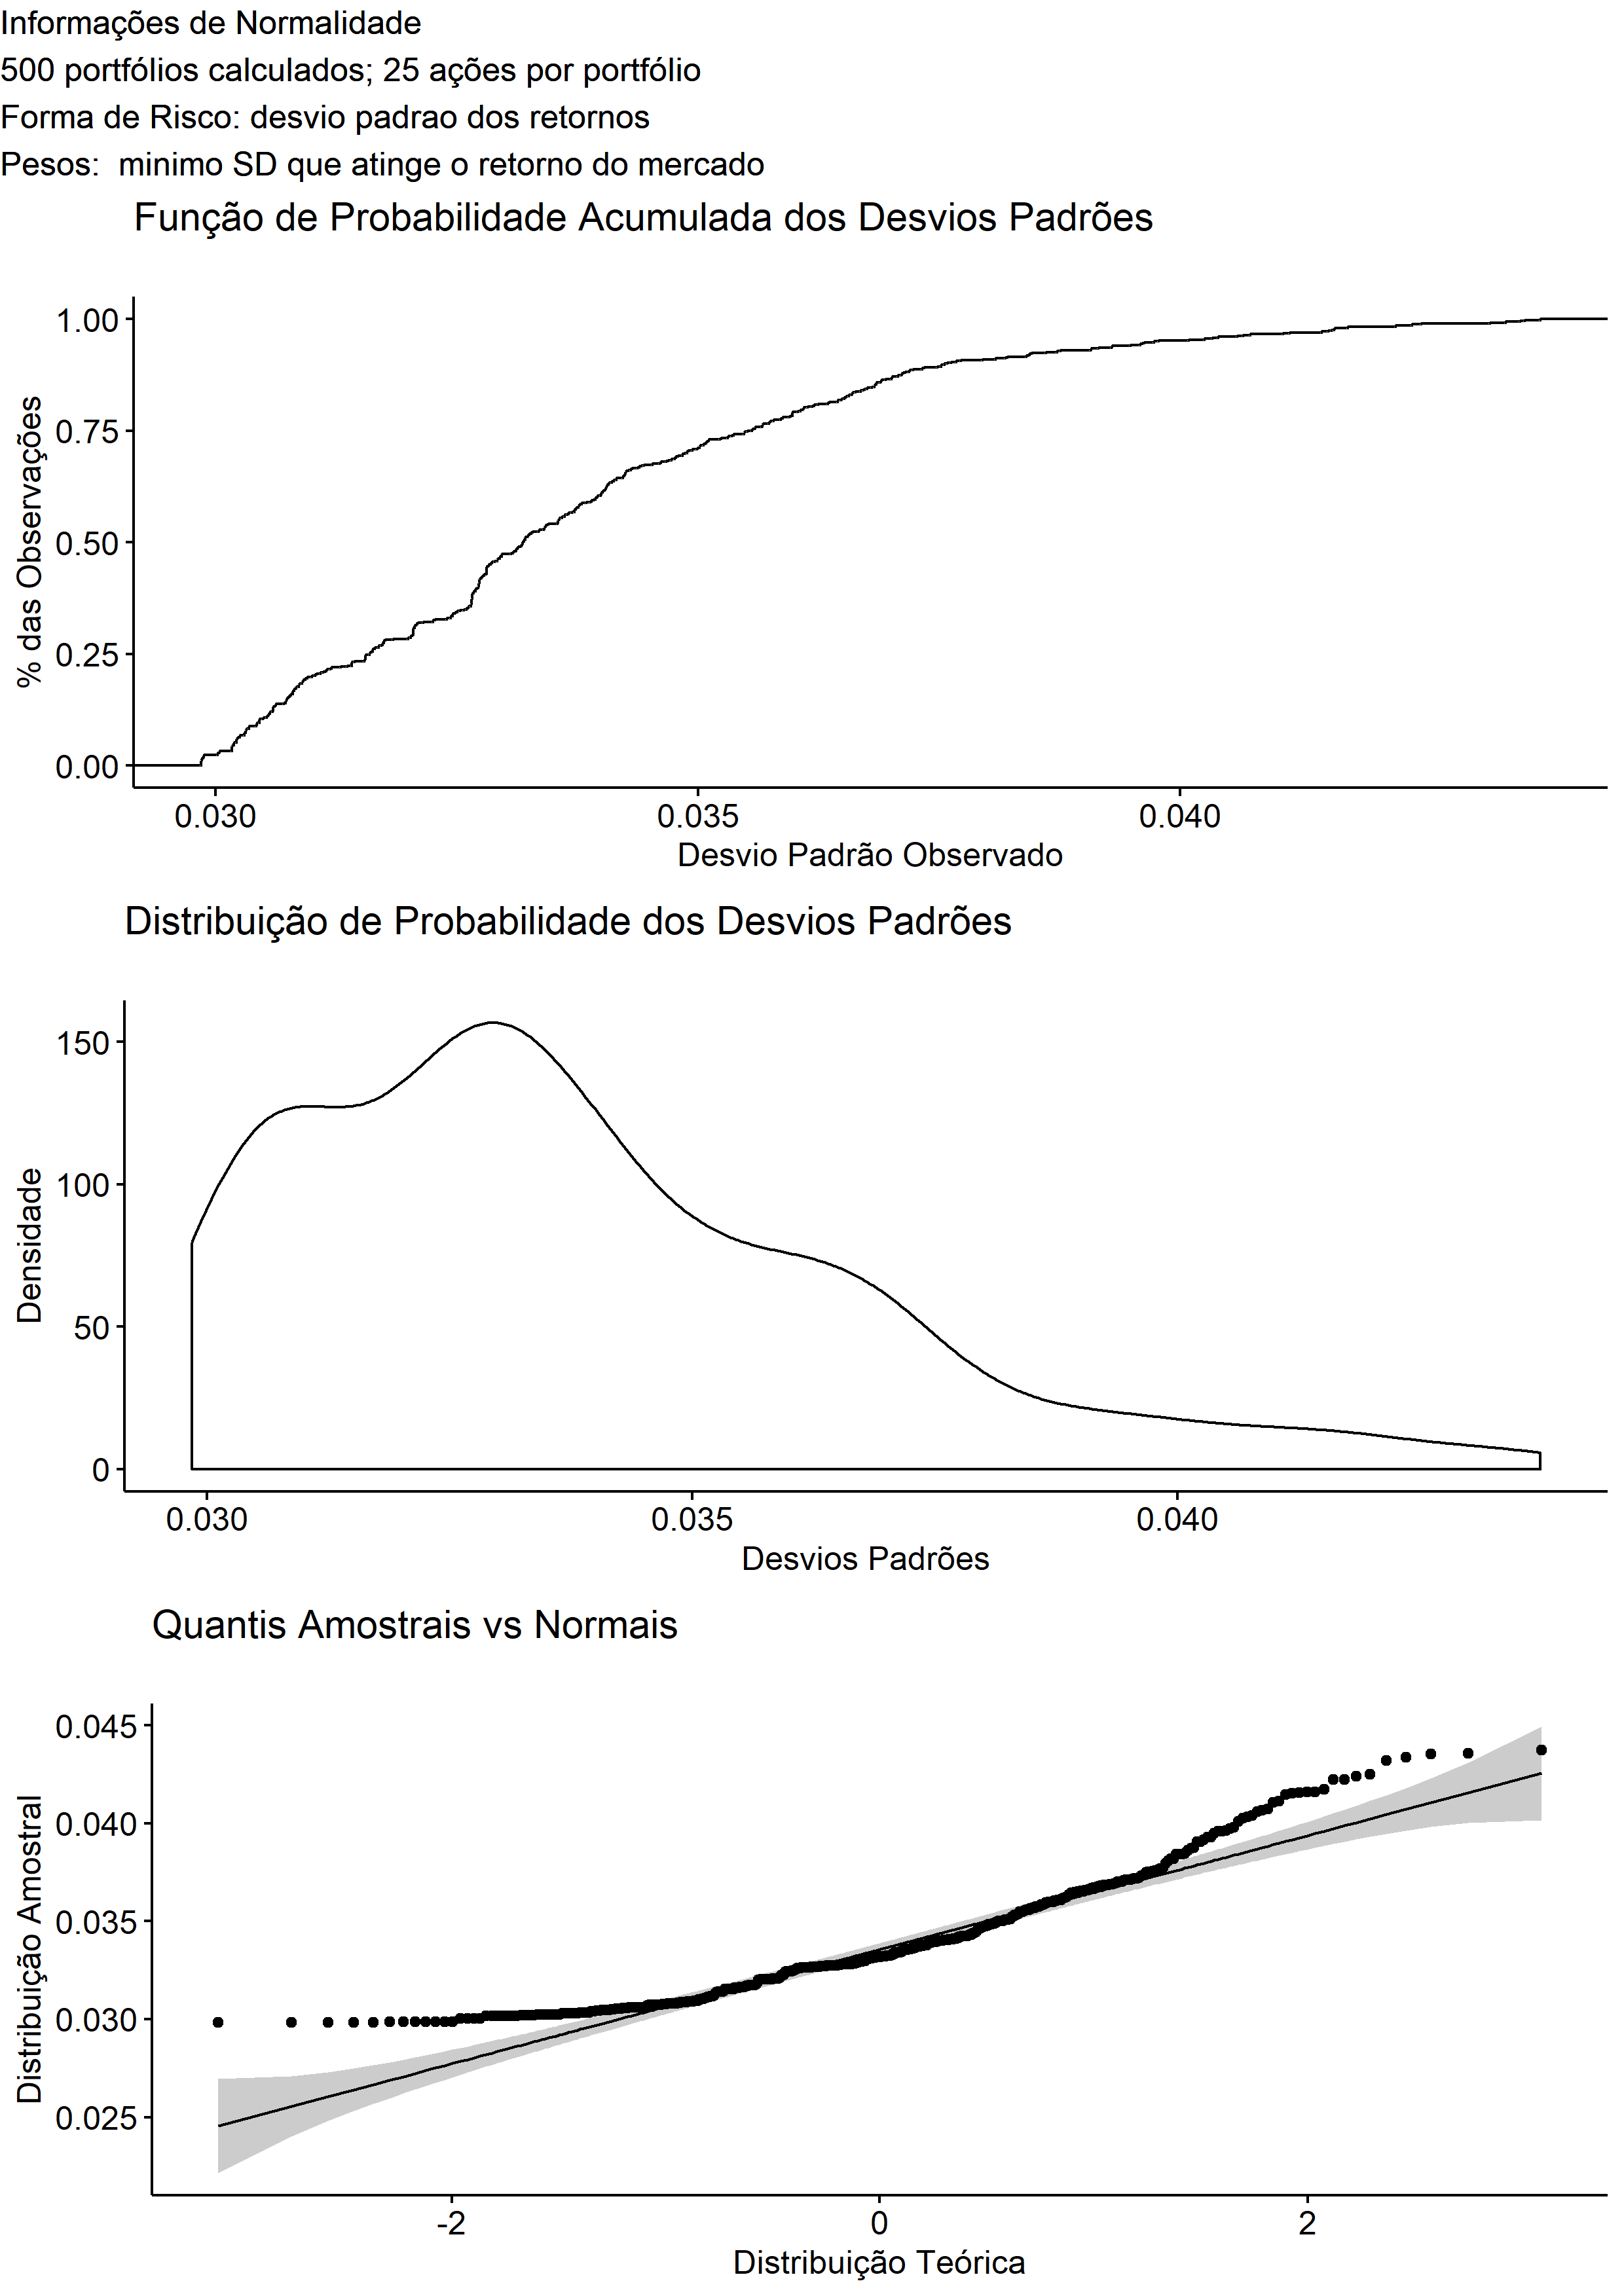 Informações de Normalidade
500 portfólios calculados; 25 ações por portfólio
Forma de Risco: desvio padrao dos retornos
Pesos:  minimo SD que atinge o retorno do mercado
Função de Probabilidade Acumulada dos Desvios Padrões
% das Observações
1.00
0.75
0.50
0.25
0.00
0.030 0.035 0.040
Desvio Padrão Observado
Distribuição de Probabilidade dos Desvios Padrões
Densidade
150
100
50
0
0.030 0.035 0.040
Desvios Padrões
Quantis Amostrais vs Normais
Distribuição Amostral
0.045
0.040
0.035
0.030
0.025
-2 0 2
Distribuição Teórica